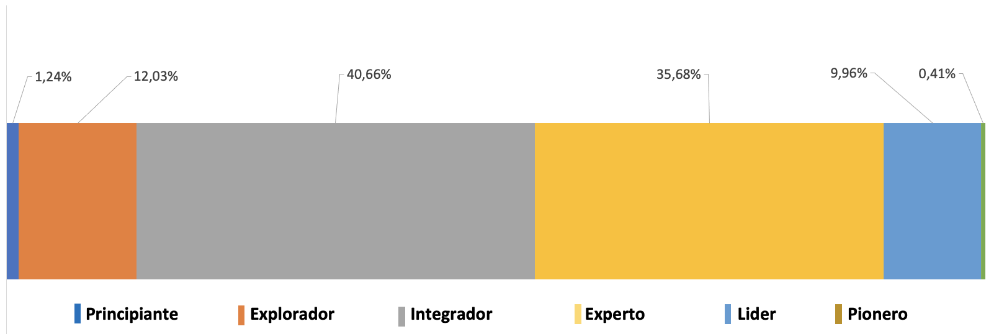 1,24% 12,03% 40,66% 35,68% 9,96% 0,41%
Principiante Explorador Integrador Experto Lider Pionero